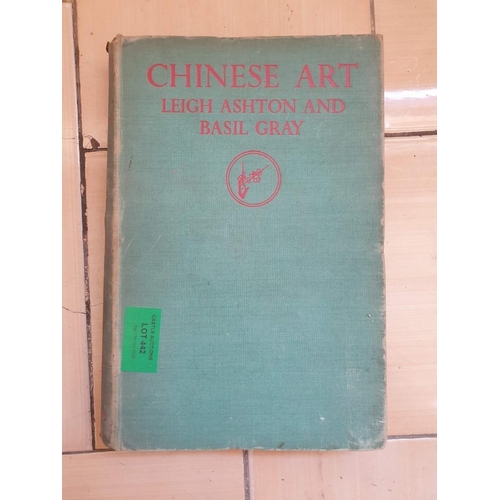 CHINESE ART
LEIGH ASHTON AND
BASIL GRAY
LOT 442